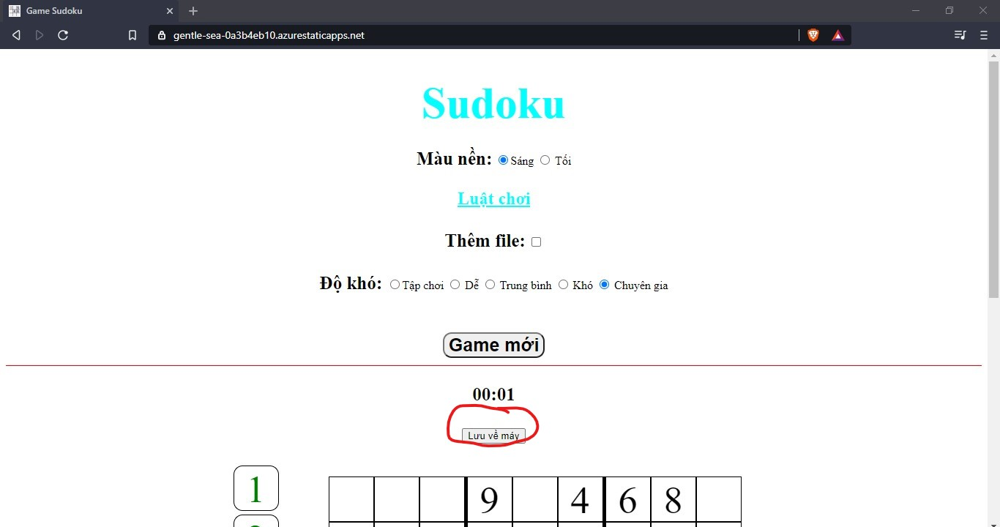 Game Sudoku
gentle-sea-0a3b4eb10.azurestaticapps.net
Sudoku
Màu nền: Sáng Tối
Luật chơi
Thêm file:
Độ khó: Tập chơi Dễ Trung bình Khó Chuyên gia
Game mới
00:01
Lưu về máy
1
9 4 6 8